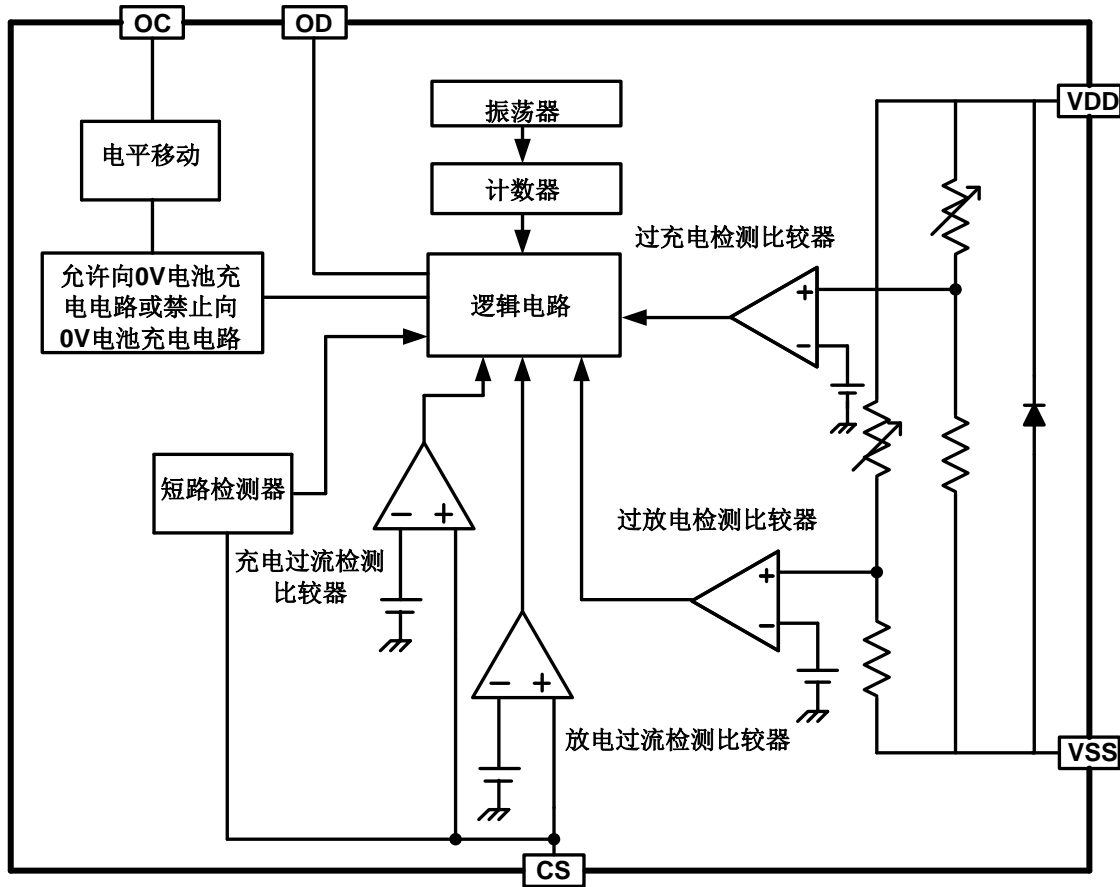 OC
OD
振荡器
VDD
电平移动
计数器
过充电检测比较器
允许向0V电池充
电电路或禁止向
0V电池充电电路
逻辑电路
+
−
短路检测器
− +
过放电检测比较器
充电过流检测
比较器
+
−
− +
放电过流检测比较器
VSS
CS